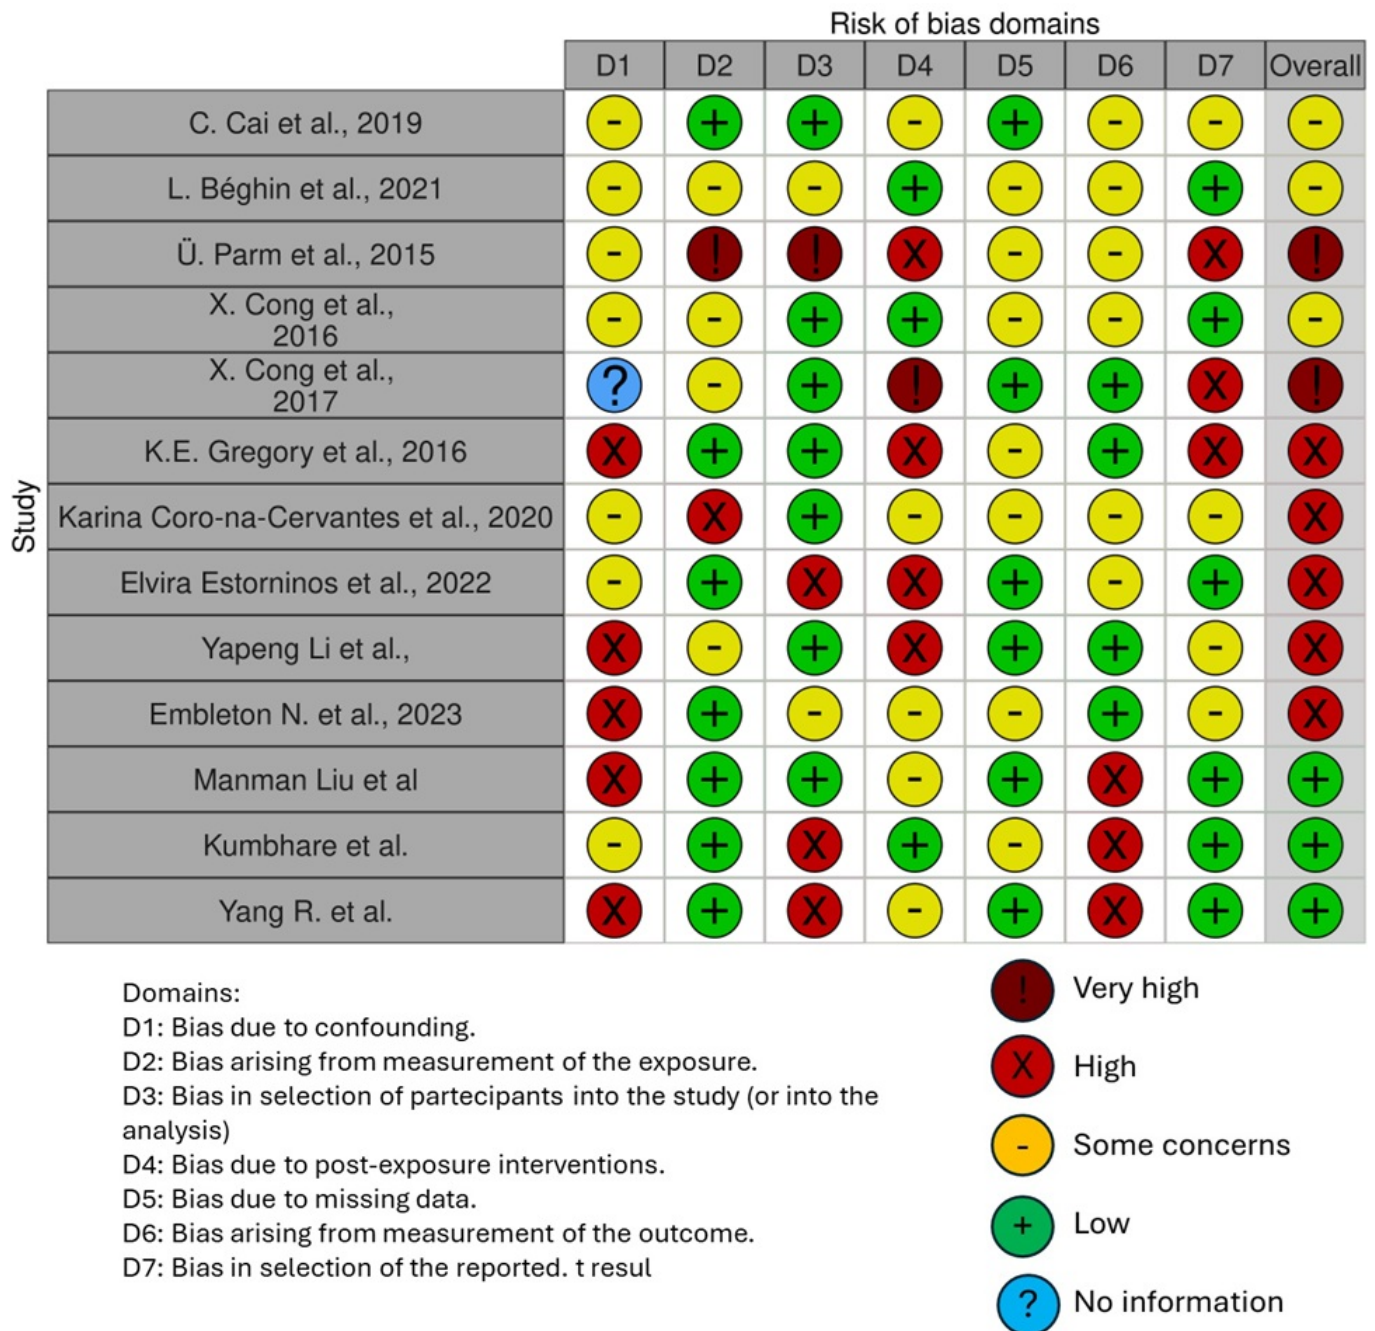 Risk of bias domains
D1 D2 D3 D4 D5 D6 D7 Overall
Study
C. Cai et al., 2019 - + + - + - - -
L. Béghin et al., 2021 - - - + - - + -
Ü. Parm et al., 2015 - ! ! X - - X !
X. Cong et al.,
2016 - - + + - - + -
X. Cong et al.,
2017 ? - + ! + + X !
K.E. Gregory et al., 2016 X + + X - + X X
Karina Coro-na-Cervantes et al., 2020 - X + - - - - X
Elvira Estorninos et al., 2022 - + X X + - + X
Yapeng Li et al., X - + X + + - X
Embleton N. et al., 2023 X + - - - + - X
Manman Liu et al X + + - + X + +
Kumbhare et al. - + X + - X + +
Yang R. et al. X + X - + X + +
Domains:
D1: Bias due to confounding.
D2: Bias arising from measurement of the exposure.
D3: Bias in selection of partecipants into the study (or into the
analysis)
D4: Bias due to post-exposure interventions.
D5: Bias due to missing data.
D6: Bias arising from measurement of the outcome.
D7: Bias in selection of the reported. t resul
! Very high
X High
- Some concerns
+ Low
? No information